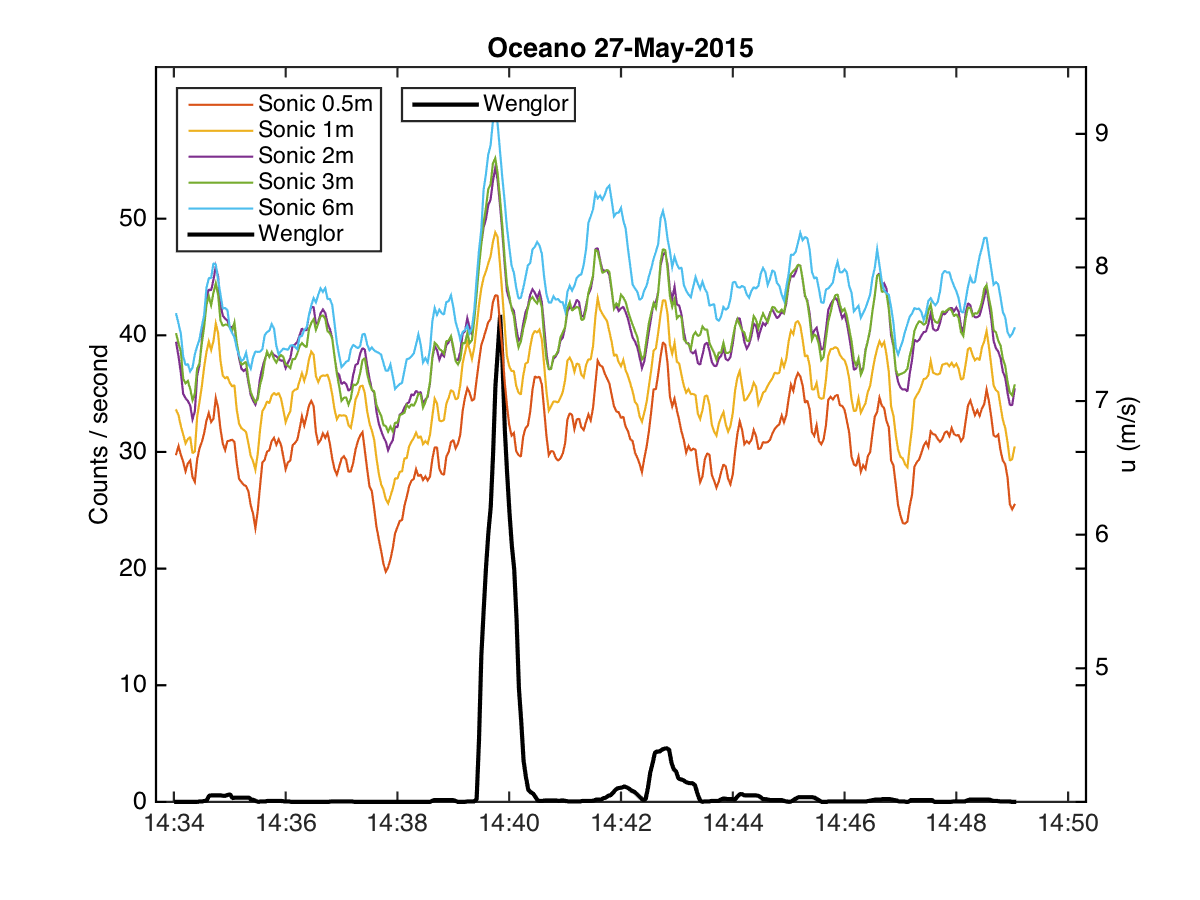 Oceano 27-May-2015
Sonic 0.5m
Sonic 1m
Sonic 2m
Sonic 3m
Sonic 6m
Wenglor
Wenglor
Counts / second
50
40
30
20
10
0
9
8
7
6
5
u (m/s)
14:34 14:36 14:38 14:40 14:42 14:44 14:46 14:48 14:50